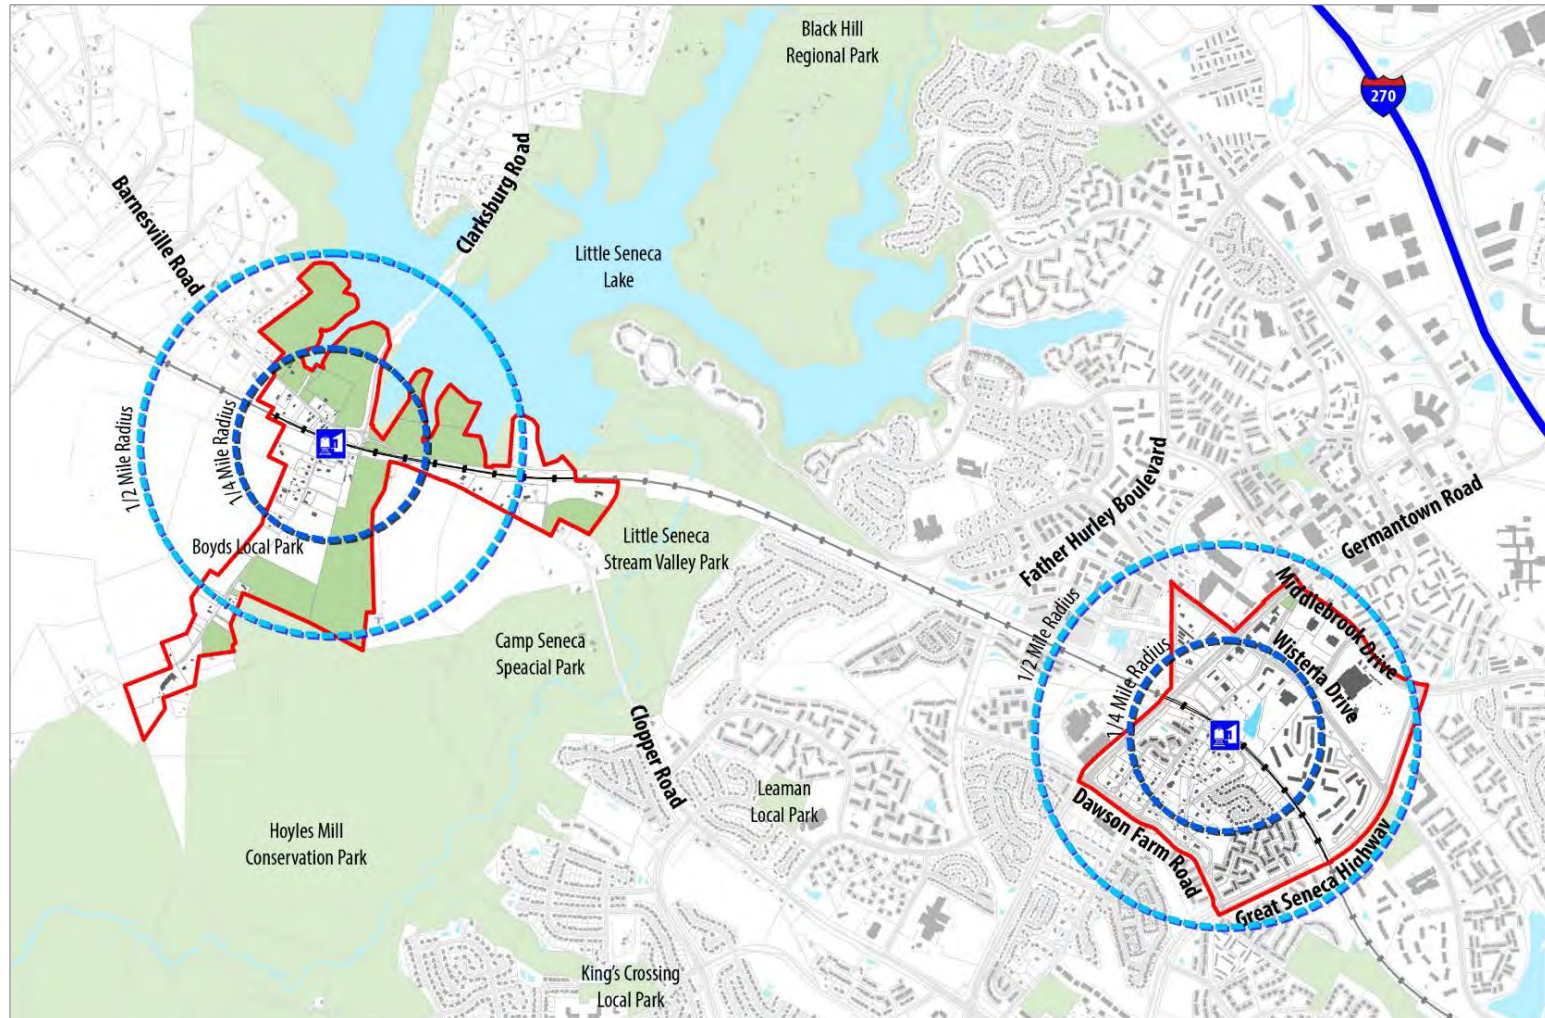 Black Hill
Regional Park
270
Clarksburg Road
Barnesville Road
Little Seneca
Lake
1/2 Mile Radius
1/4 Mile Radius
Father Hurley Boulevard
Germantown Road
Boyds Local Park
Little Seneca
Stream Valley Park
Middlebrook Drive
1/2 Mile Radius
Wisteria Drive
1/4 Mile Radius
Camp Seneca
Speacial Park
Clopper Road
Leaman
Local Park
Dawson Farm Road
Hoyles Mill
Conservation Park
Great Seneca Highway
King's Crossing
Local Park